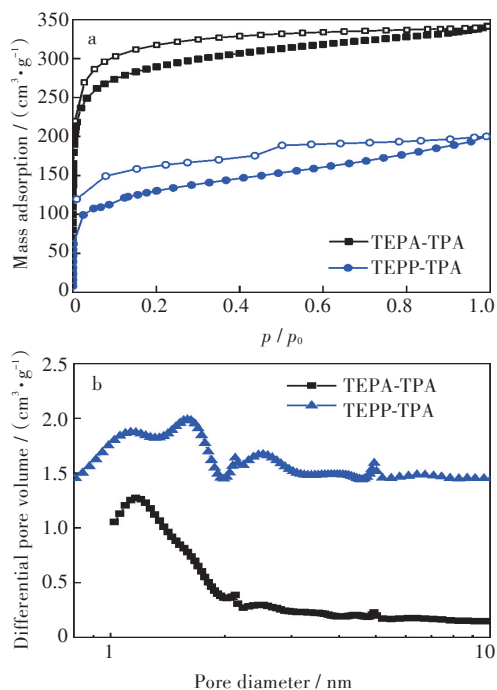 a
350
300
250
200
150
100
50
0
Mass adsorption / (cm³·g⁻¹)
TEPA-TPA
TEPP-TPA
0 0.2 0.4 0.6 0.8 1.0
p / p₀
b
2.5
2.0
1.5
1.0
0.5
0
Differential pore volume / (cm³·g⁻¹)
TEPA-TPA
TEPP-TPA
1 10
Pore diameter / nm